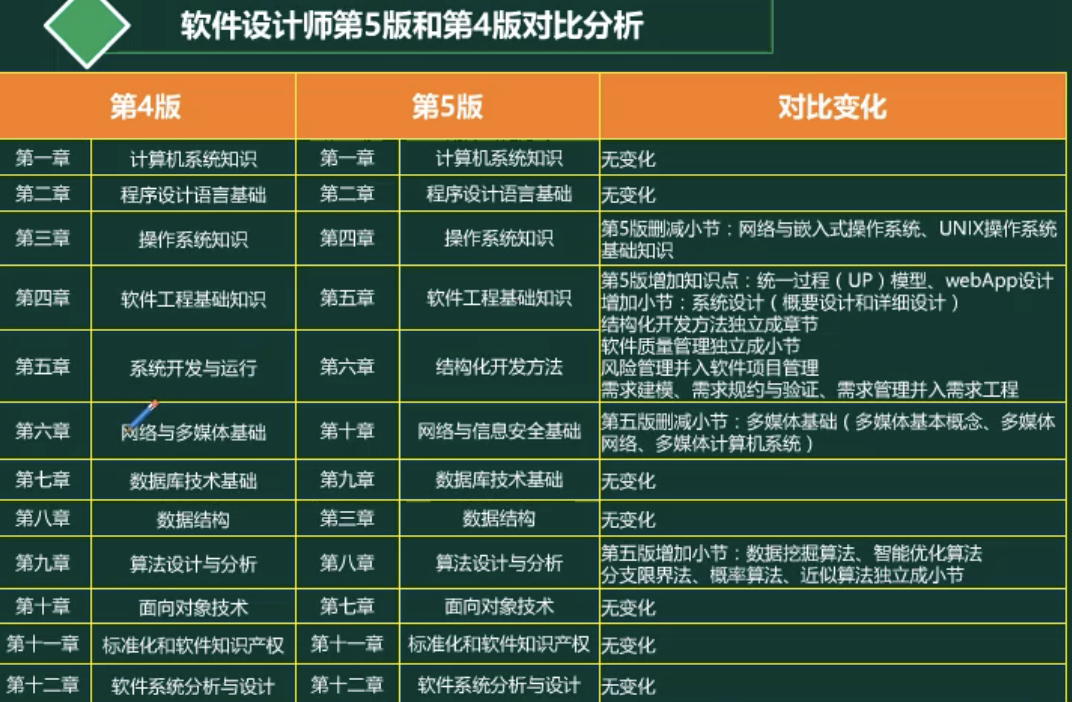 软件设计师第5版和第4版对比分析
第4版 第5版 对比变化
第一章 计算机系统知识 第一章 计算机系统知识 无变化
第二章 程序设计语言基础 第二章 程序设计语言基础 无变化
第三章 操作系统知识 第四章 操作系统知识 第5版删减小节：网络与嵌入式操作系统、UNIX操作系统
基础知识
第四章 软件工程基础知识 第五章 软件工程基础知识 第5版增加知识点：统一过程（UP）模型、webApp设计
增加小节：系统设计（概要设计和详细设计）
结构化开发方法独立成章节
第五章 系统开发与运行 第六章 结构化开发方法 软件质量管理独立成小节
风险管理并入软件项目管理
需求建模、需求规约与验证、需求管理并入需求工程
第六章 网络与多媒体基础 第十章 网络与信息安全基础 第五版删减小节：多媒体基础（多媒体基本概念、多媒体
网络、多媒体计算机系统）
第七章 数据库技术基础 第九章 数据库技术基础 无变化
第八章 数据结构 第三章 数据结构 无变化
第九章 算法设计与分析 第八章 算法设计与分析 第五版增加小节：数据挖掘算法、智能优化算法
分支限界法、概率算法、近似算法独立成小节
第十章 面向对象技术 第七章 面向对象技术 无变化
第十一章 标准化和软件知识产权 第十一章 标准化和软件知识产权 无变化
第十二章 软件系统分析与设计 第十二章 软件系统分析与设计 无变化